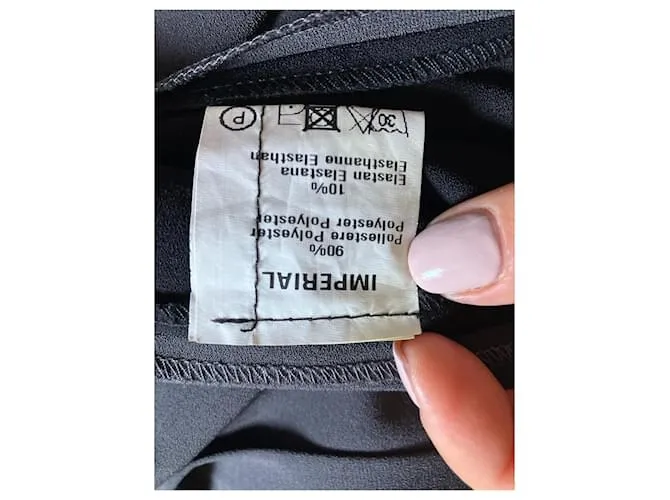 IMPERIAL
90%
Poliestere Polyester
Polyester Polyester
10%
Elastan Elastana
Elasthanne Elasthan
30 P